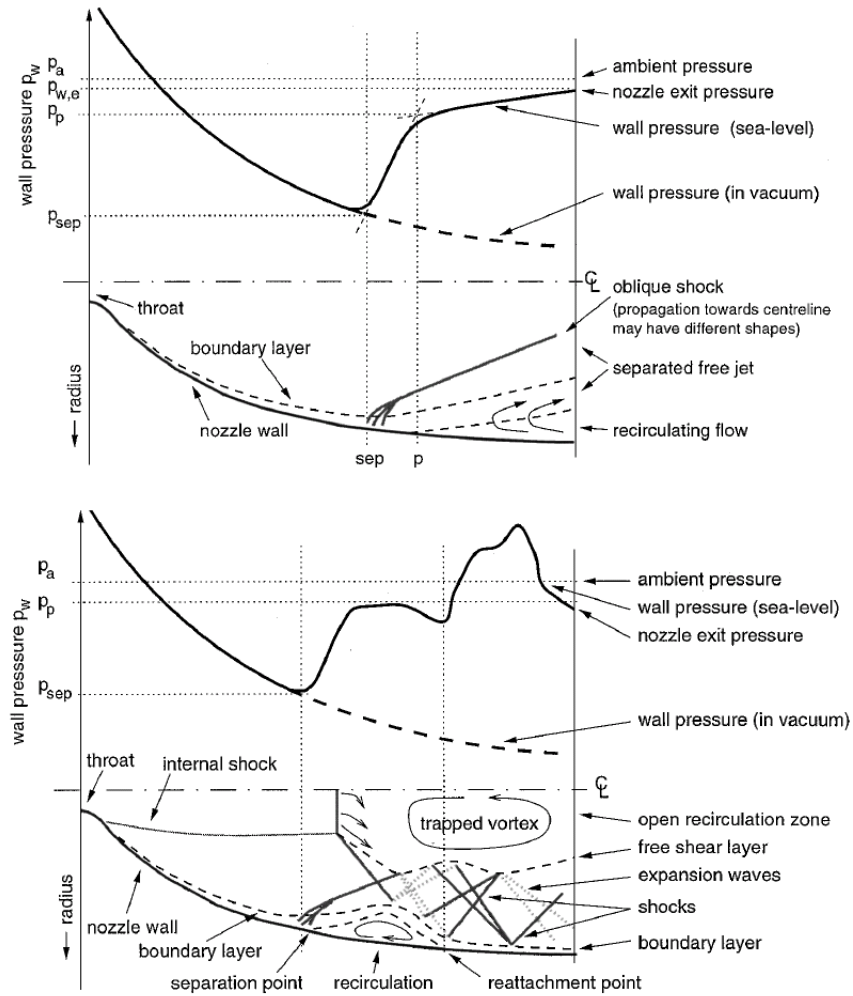 wall presssure p_w
p_a
p_w,e
p_p
p_sep
ambient pressure
nozzle exit pressure
wall pressure (sea-level)
wall pressure (in vacuum)
℄
throat
boundary layer
nozzle wall
radius
oblique shock
(propagation towards centreline
may have different shapes)
separated free jet
recirculating flow
sep
p
wall presssure p_w
p_a
p_p
p_sep
ambient pressure
wall pressure (sea-level)
nozzle exit pressure
wall pressure (in vacuum)
℄
throat
internal shock
trapped vortex
open recirculation zone
free shear layer
expansion waves
shocks
boundary layer
radius
nozzle wall
boundary layer
separation point
recirculation
reattachment point